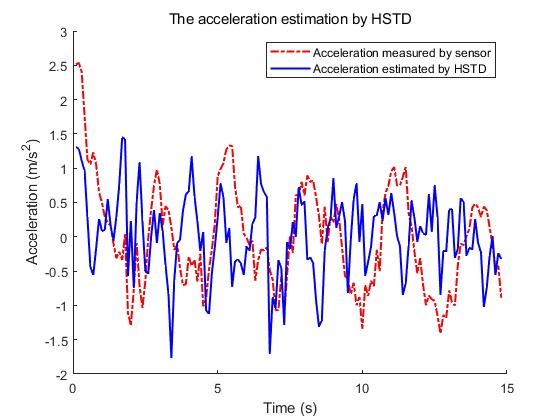 The acceleration estimation by HSTD
Acceleration measured by sensor
Acceleration estimated by HSTD
Acceleration (m/s²)
3
2.5
2
1.5
1
0.5
0
-0.5
-1
-1.5
-2
0 5 10 15
Time (s)